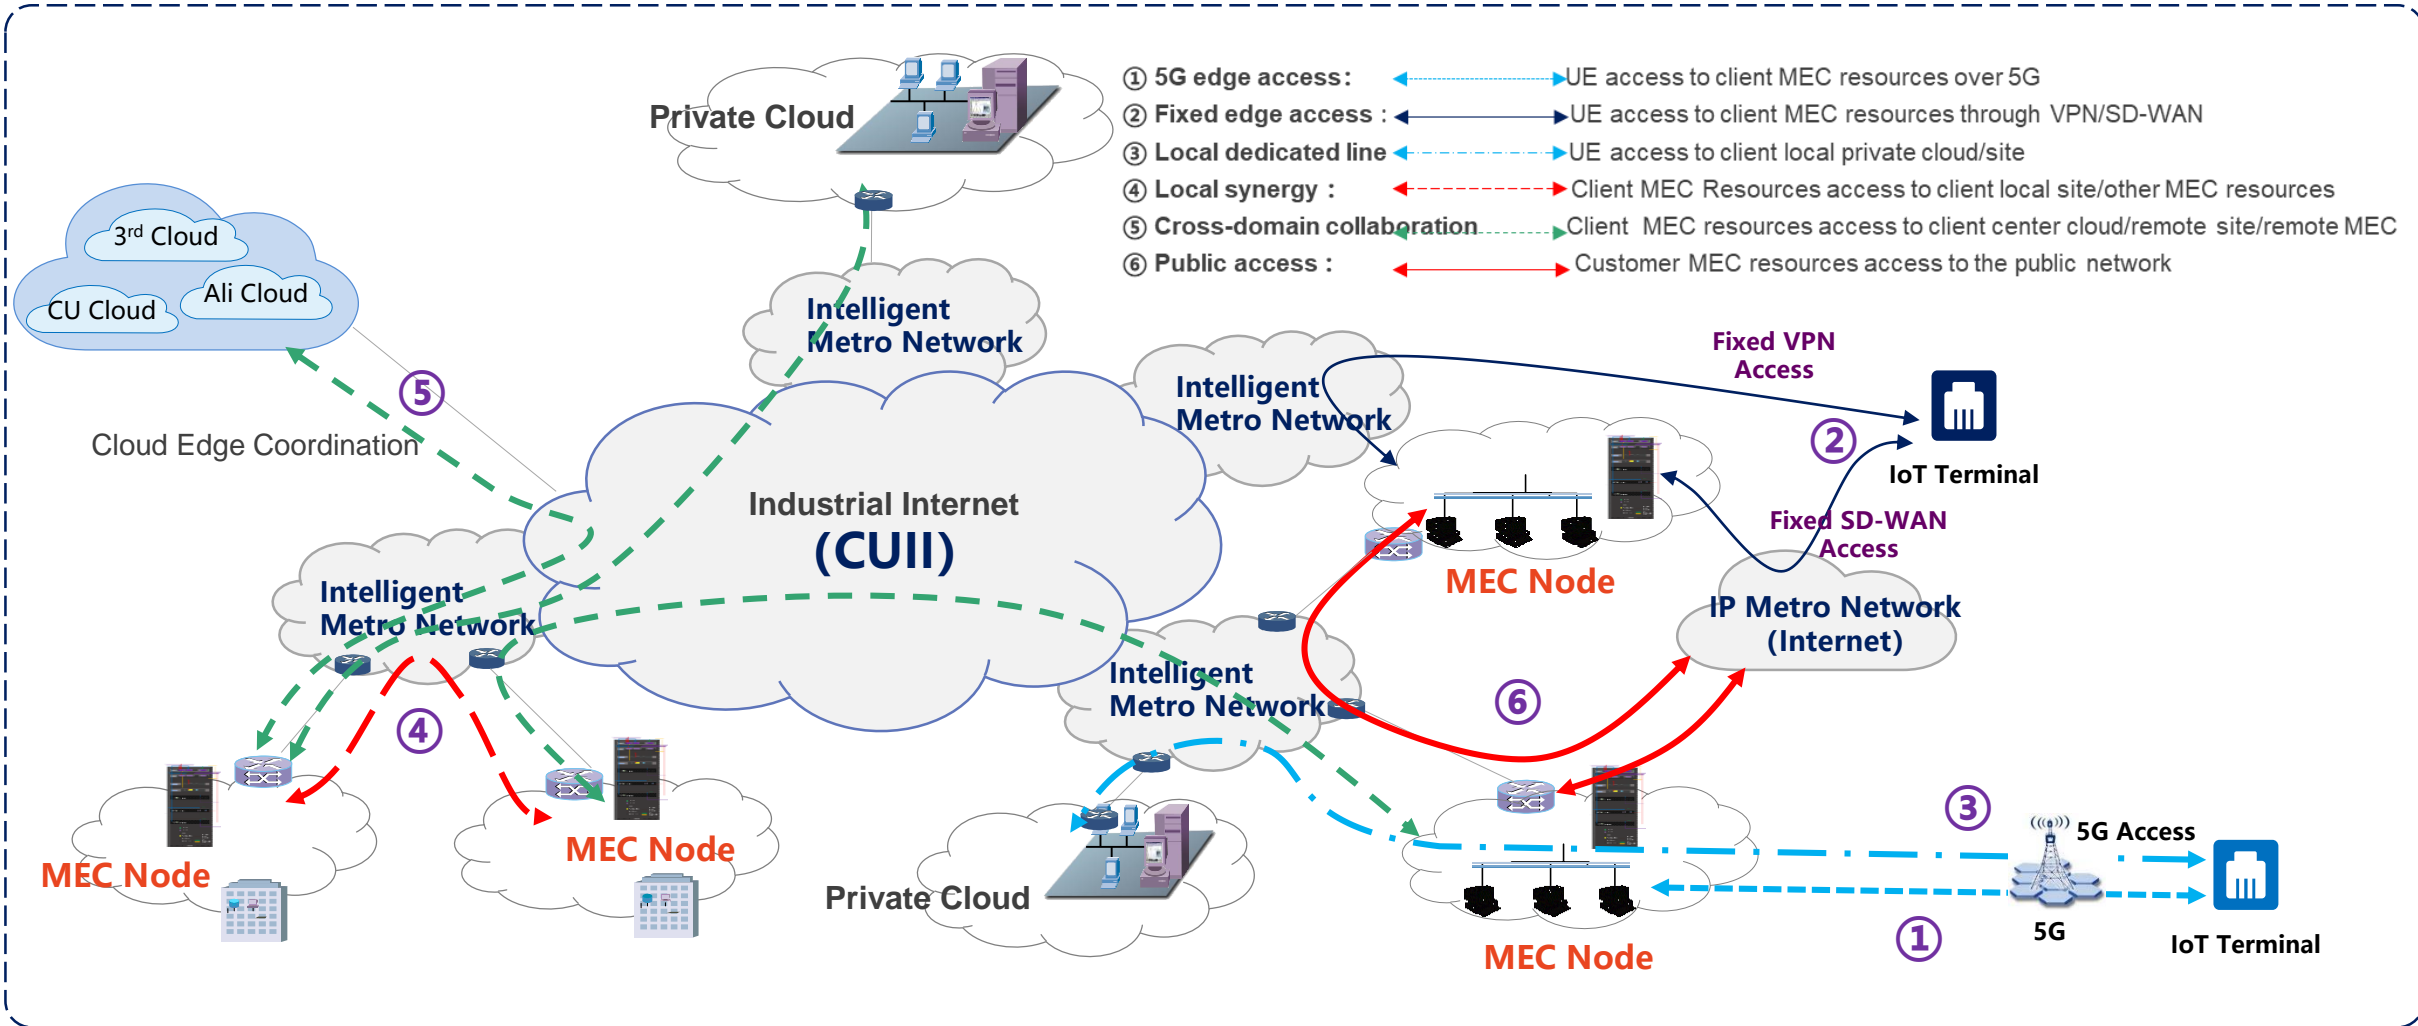 ① 5G edge access:
UE access to client MEC resources over 5G
② Fixed edge access :
UE access to client MEC resources through VPN/SD-WAN
③ Local dedicated line
UE access to client local private cloud/site
④ Local synergy :
Client MEC Resources access to client local site/other MEC resources
⑤ Cross-domain collaboration
Client MEC resources access to client center cloud/remote site/remote MEC
⑥ Public access :
Customer MEC resources access to the public network
Private Cloud
3rd Cloud
Ali Cloud
CU Cloud
Intelligent
Metro Network
⑤
Cloud Edge Coordination
Intelligent
Metro Network
Fixed VPN
Access
②
IoT Terminal
Industrial Internet
(CUII)
Fixed SD-WAN
Access
MEC Node
IP Metro Network
(Internet)
Intelligent
Metro Network
Intelligent
Metro Network
④
⑥
MEC Node
MEC Node
Private Cloud
③
5G Access
①
5G
IoT Terminal
MEC Node